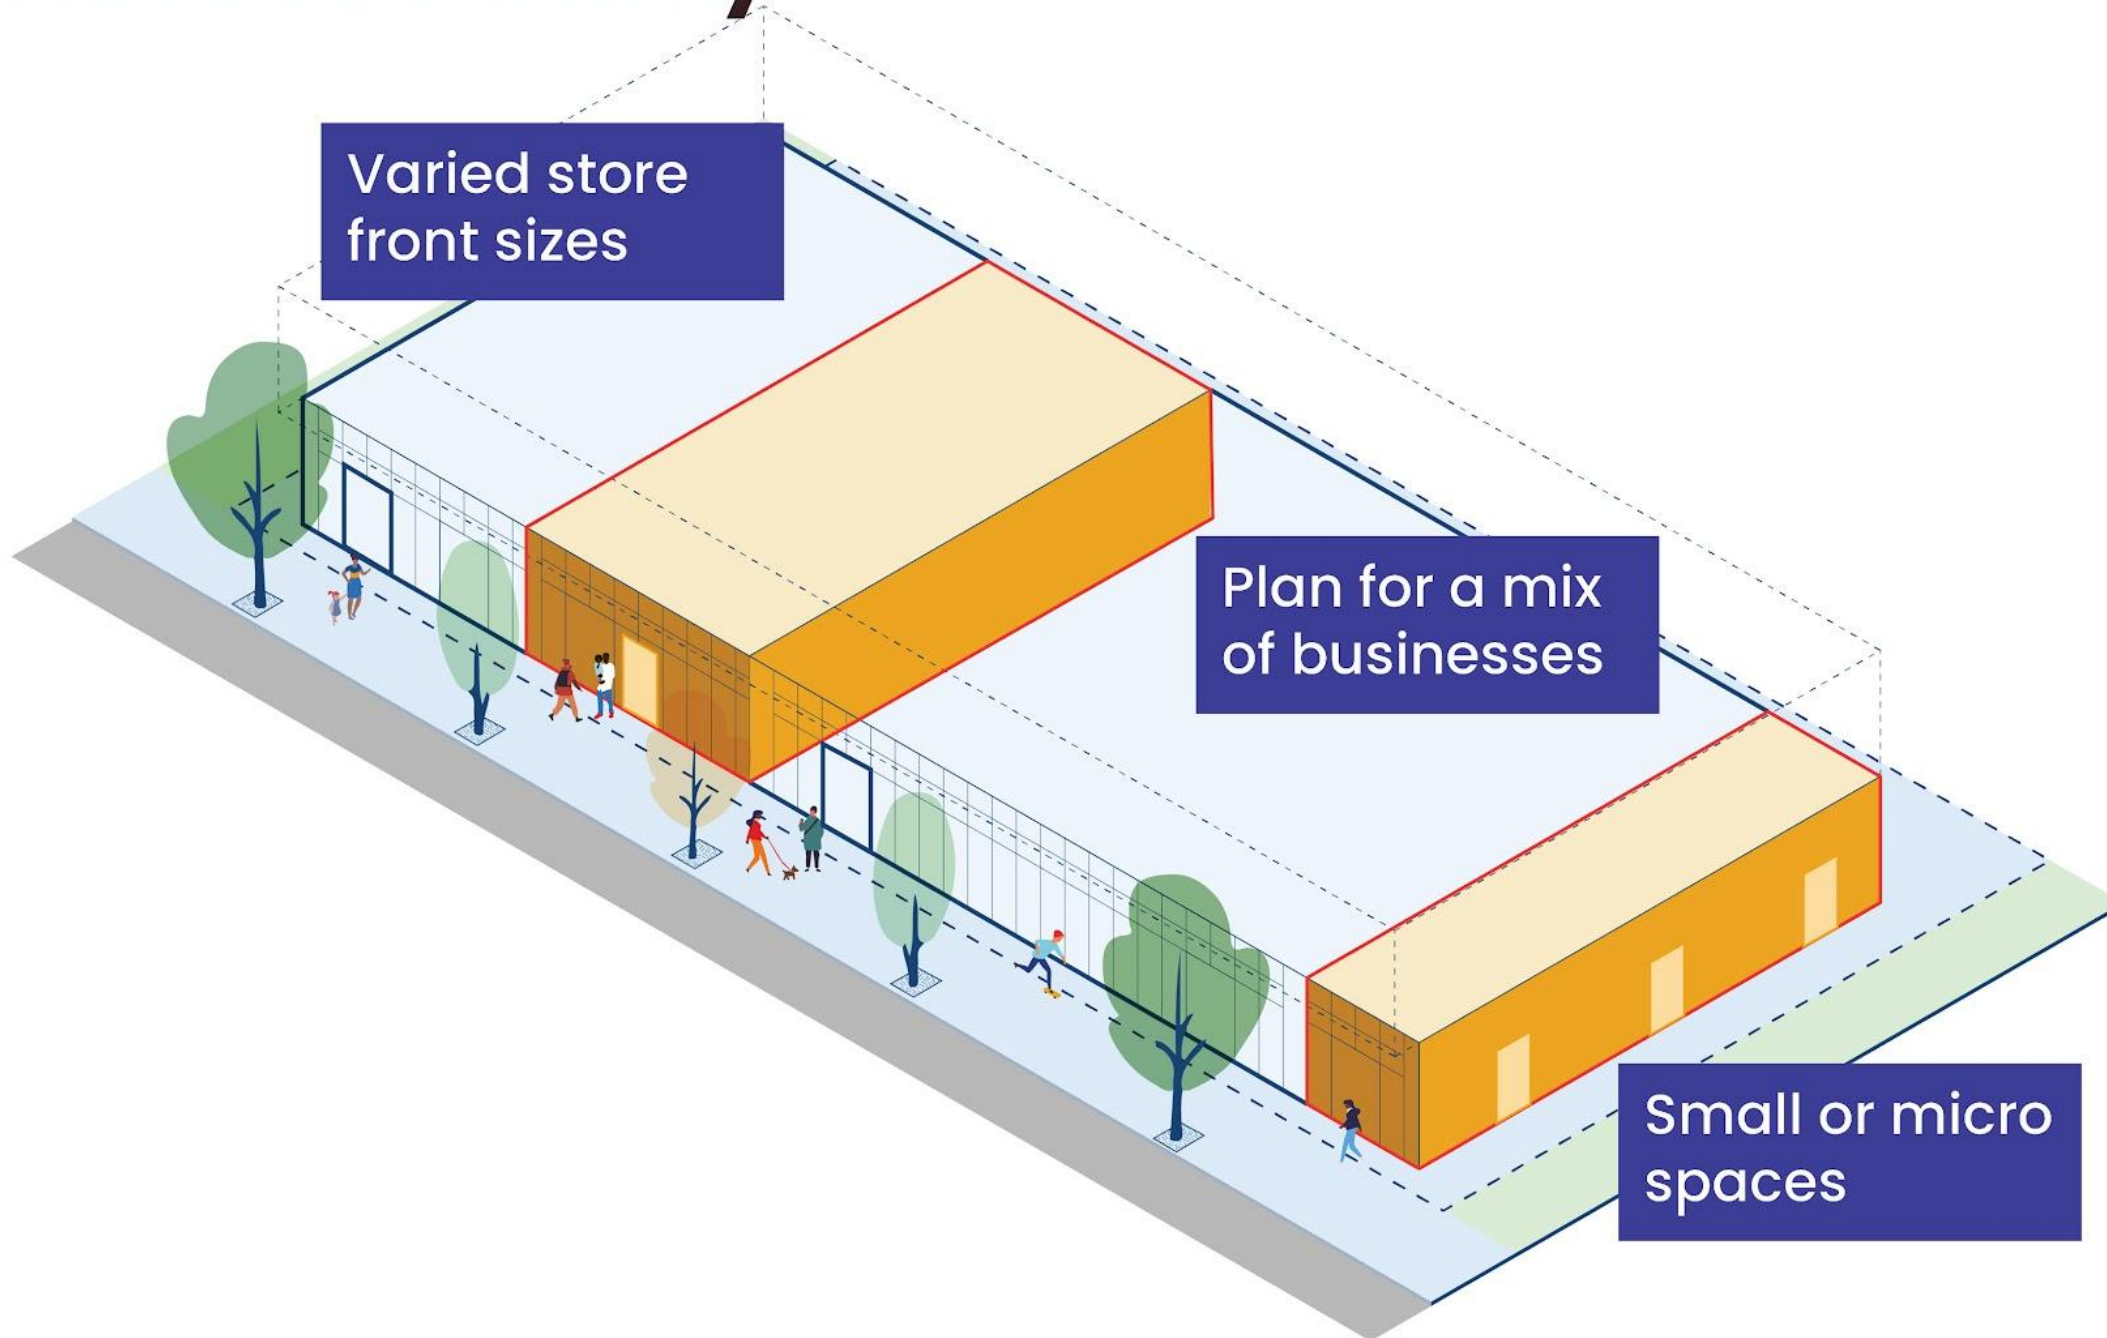 Varied store
front sizes
Plan for a mix
of businesses
Small or micro
spaces